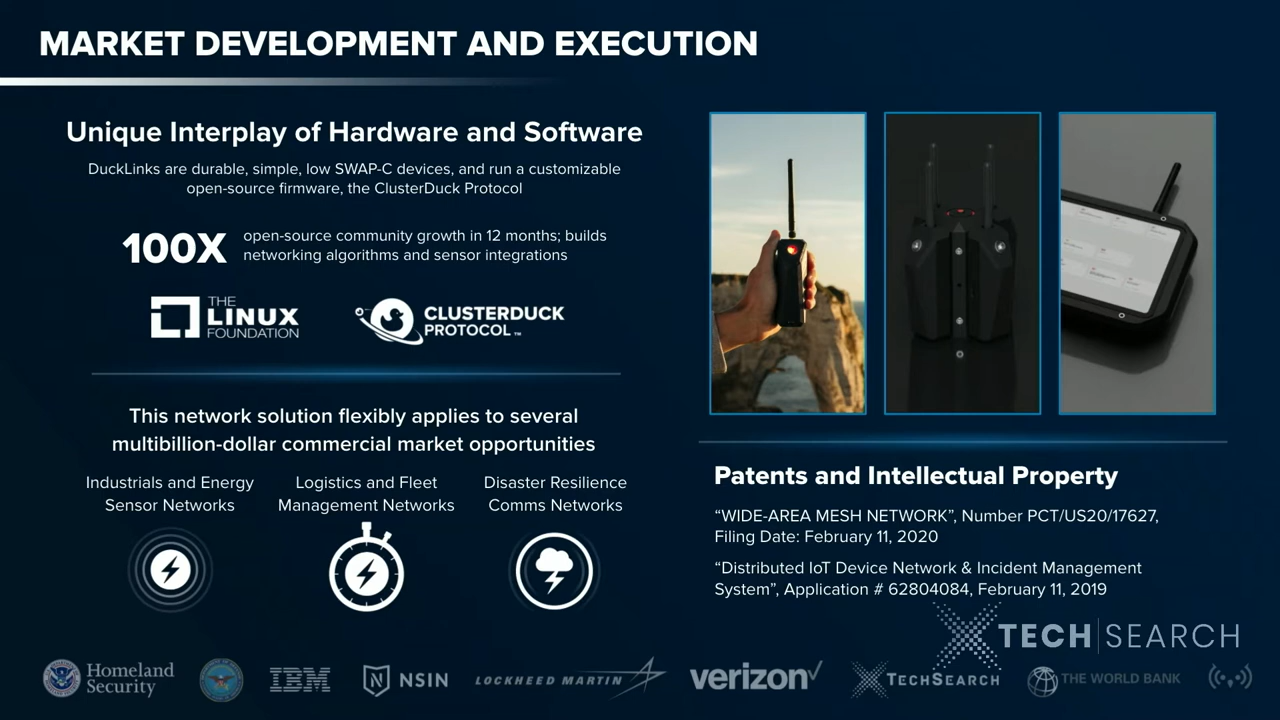 MARKET DEVELOPMENT AND EXECUTION
Unique Interplay of Hardware and Software
DuckLinks are durable, simple, low SWAP-C devices, and run a customizable
open-source firmware, the ClusterDuck Protocol
100X
open-source community growth in 12 months; builds
networking algorithms and sensor integrations
THE
LINUX
FOUNDATION
CLUSTERDUCK
PROTOCOL™
This network solution flexibly applies to several
multibillion-dollar commercial market opportunities
Industrials and Energy
Sensor Networks
Logistics and Fleet
Management Networks
Disaster Resilience
Comms Networks
Patents and Intellectual Property
“WIDE-AREA MESH NETWORK”, Number PCT/US20/17627,
Filing Date: February 11, 2020
“Distributed IoT Device Network & Incident Management
System”, Application # 62804084, February 11, 2019
TECH|SEARCH
Homeland
Security
IBM
NSIN
LOCKHEED MARTIN
verizon
TECHSEARCH
THE WORLD BANK